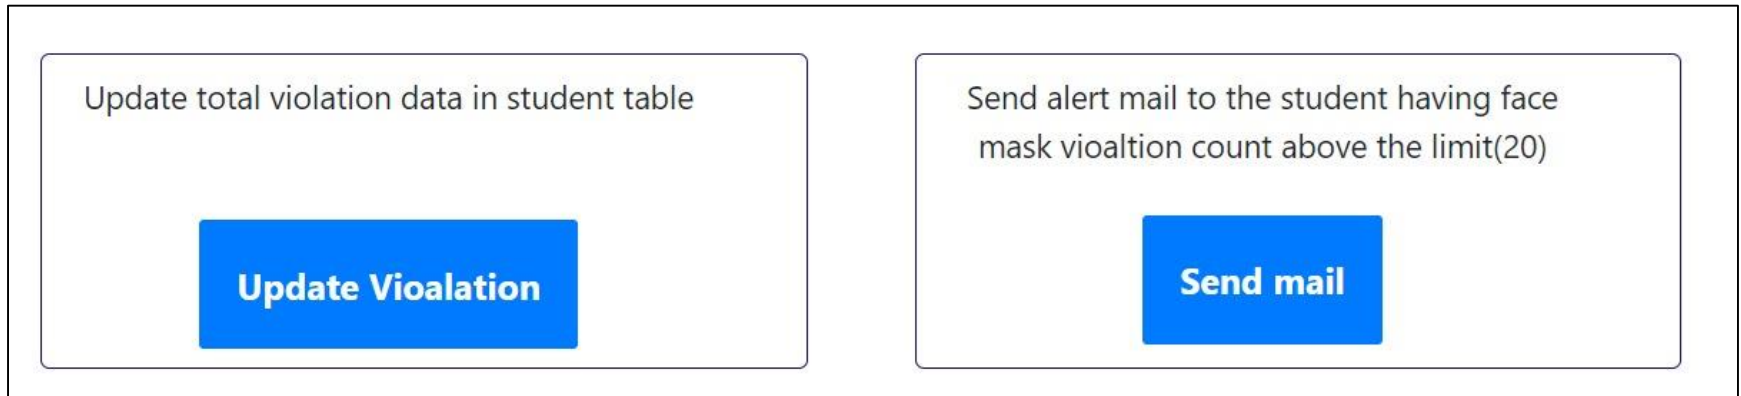 Update total violation data in student table
Update Vioalation
Send alert mail to the student having face
mask vioaltion count above the limit(20)
Send mail